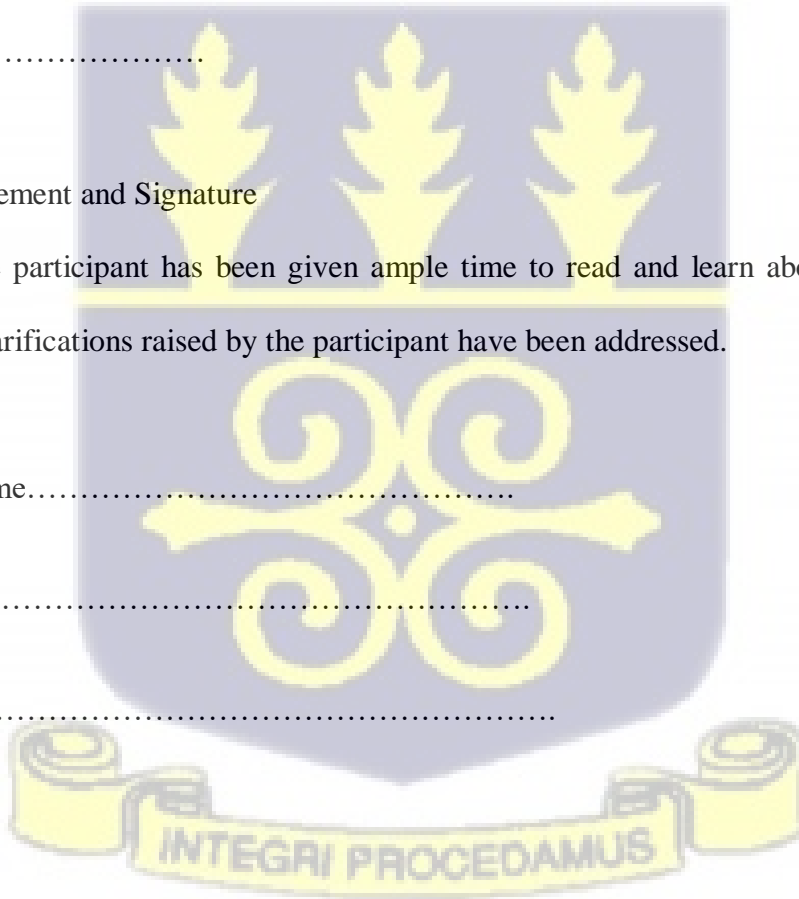 ………………
ement and Signature
participant has been given ample time to read and learn
arifications raised by the participant have been addressed.
me……………………………………………….
…………………………………………………….
……………………………………………………….
INTEGRI PROCEDAMUS